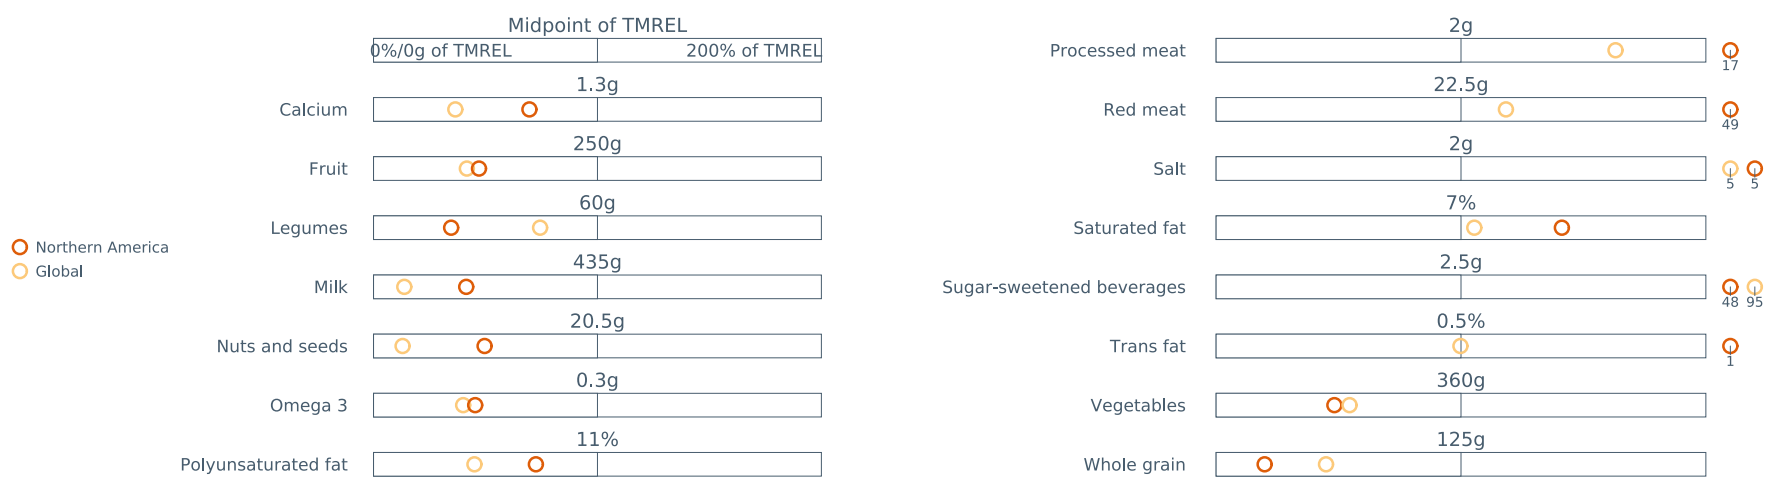 Midpoint of TMREL
0%/0g of TMREL
200% of TMREL
1.3g
Calcium
250g
Fruit
60g
Legumes
435g
Milk
20.5g
Nuts and seeds
0.3g
Omega 3
11%
Polyunsaturated fat
Northern America
Global
2g
Processed meat
17
22.5g
Red meat
49
2g
Salt
5 5
7%
Saturated fat
2.5g
Sugar-sweetened beverages
48 95
0.5%
Trans fat
1
360g
Vegetables
125g
Whole grain